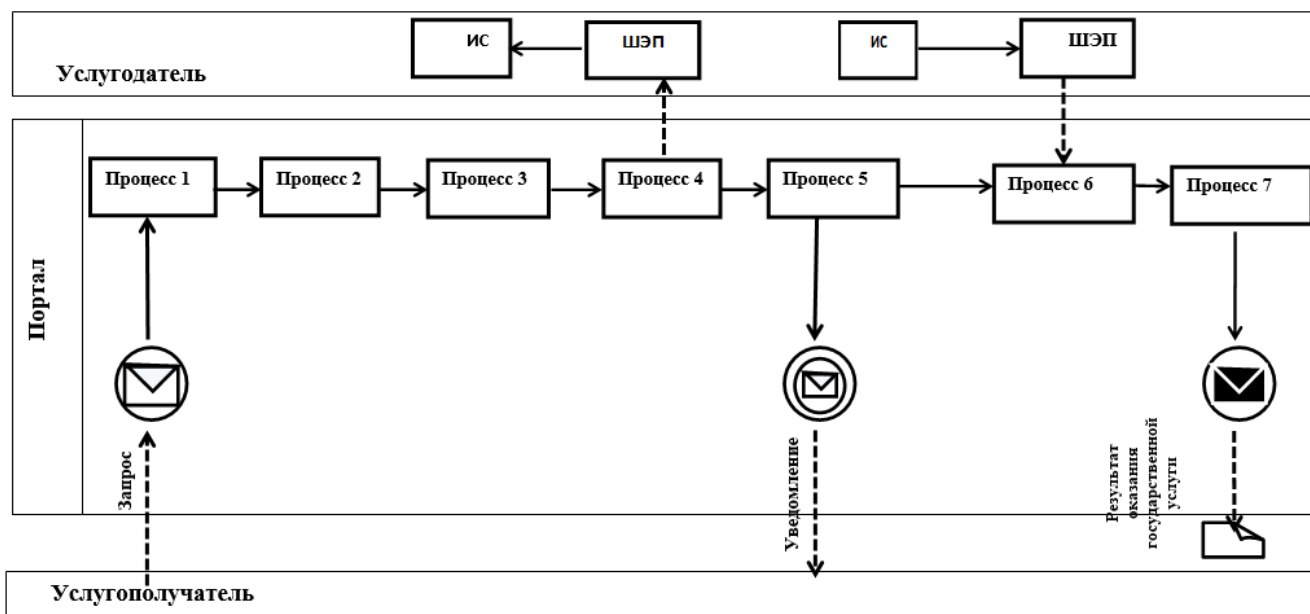 ИС
ШЭП
ИС
ШЭП
Услугодатель
Портал
Процесс 1
Процесс 2
Процесс 3
Процесс 4
Процесс 5
Процесс 6
Процесс 7
Запрос
Уведомление
Результат
оказания
государственной
услуги
Услугополучатель